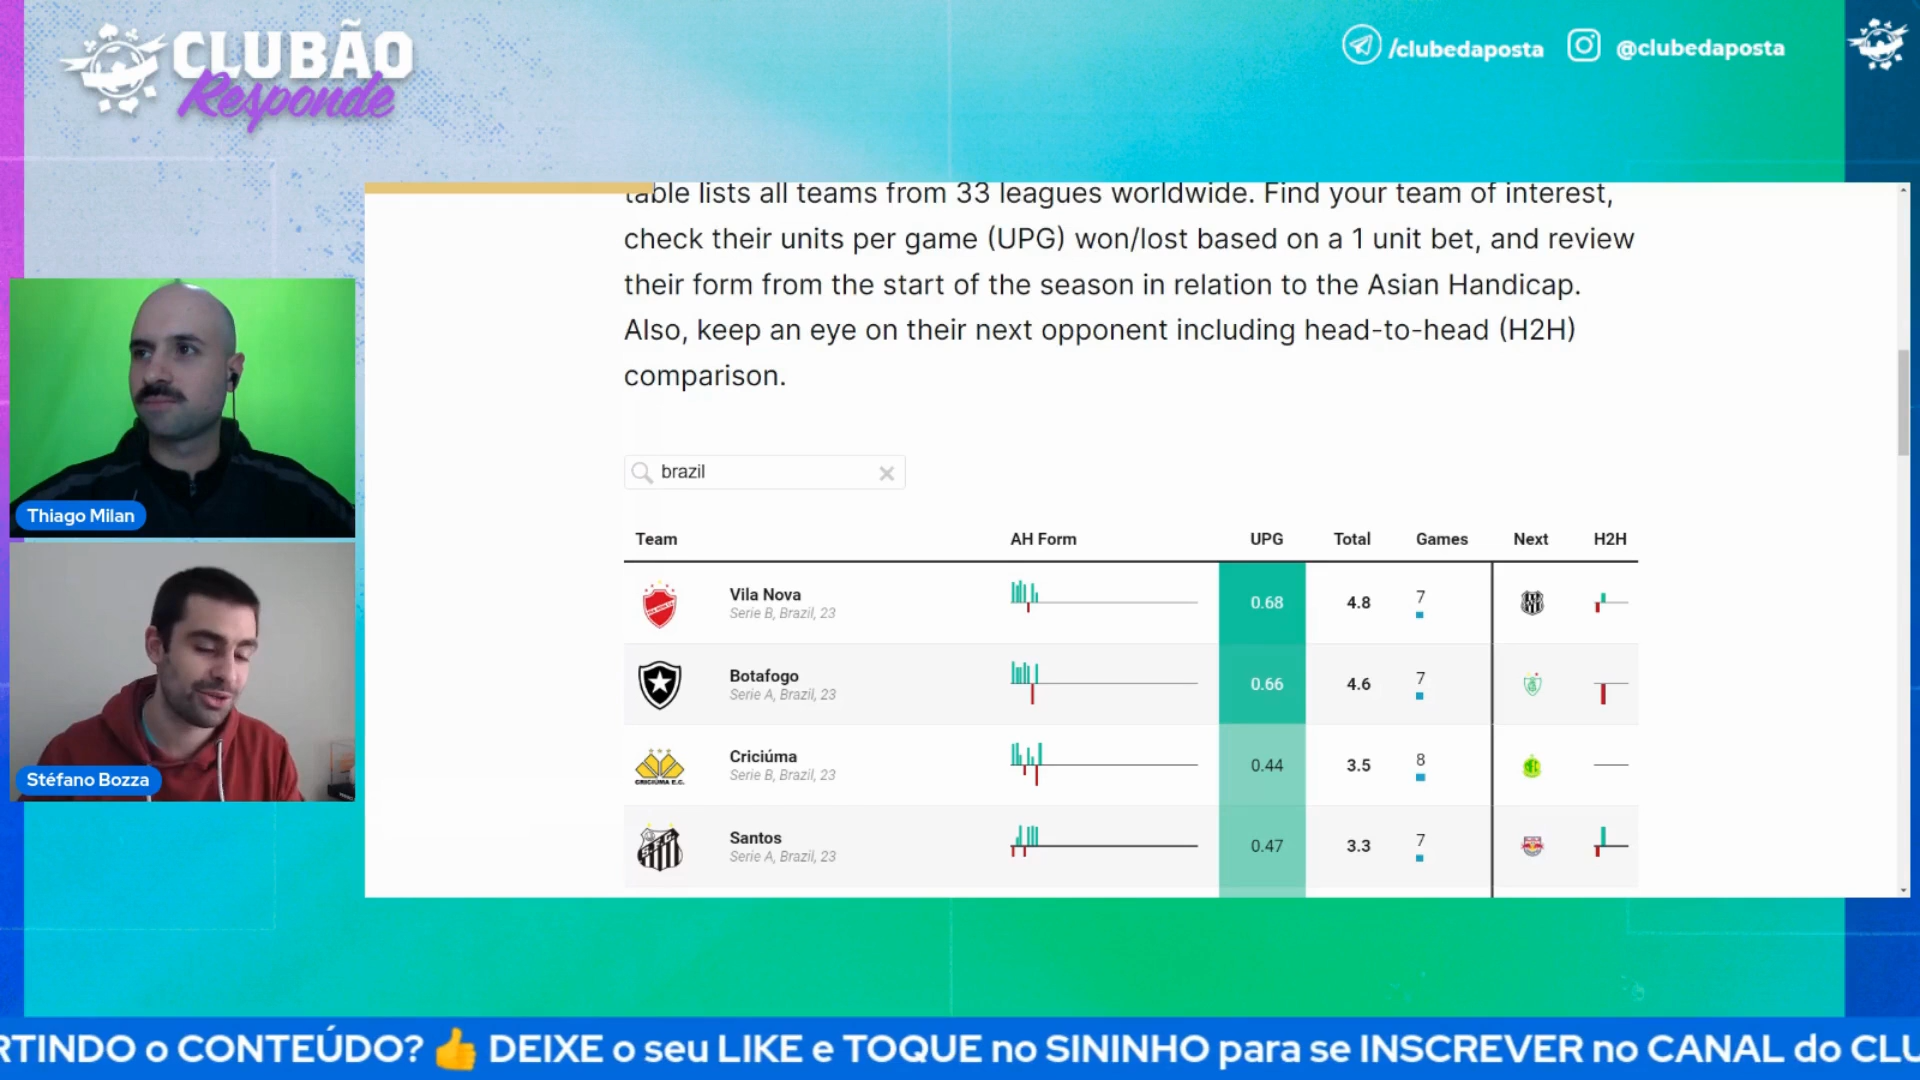 CLUBÃO
Responde
/clubedaposta
@clubedaposta
table lists all teams from 33 leagues worldwide. Find your team of interest,
check their units per game (UPG) won/lost based on a 1 unit bet, and review
their form from the start of the season in relation to the Asian Handicap.
Also, keep an eye on their next opponent including head-to-head (H2H)
comparison.
brazil
Team AH Form UPG Total Games Next H2H
Vila Nova
Serie B, Brazil, 23
0.68 4.8 7
Botafogo
Serie A, Brazil, 23
0.66 4.6 7
Criciúma
Serie B, Brazil, 23
0.44 3.5 8
CRICIÚMA E.C.
Santos
Serie A, Brazil, 23
0.47 3.3 7
Thiago Milan
Stéfano Bozza
RTINDO o CONTEÚDO? 👍 DEIXE o seu LIKE e TOQUE no SININHO para se INSCREVER no CANAL do CLU